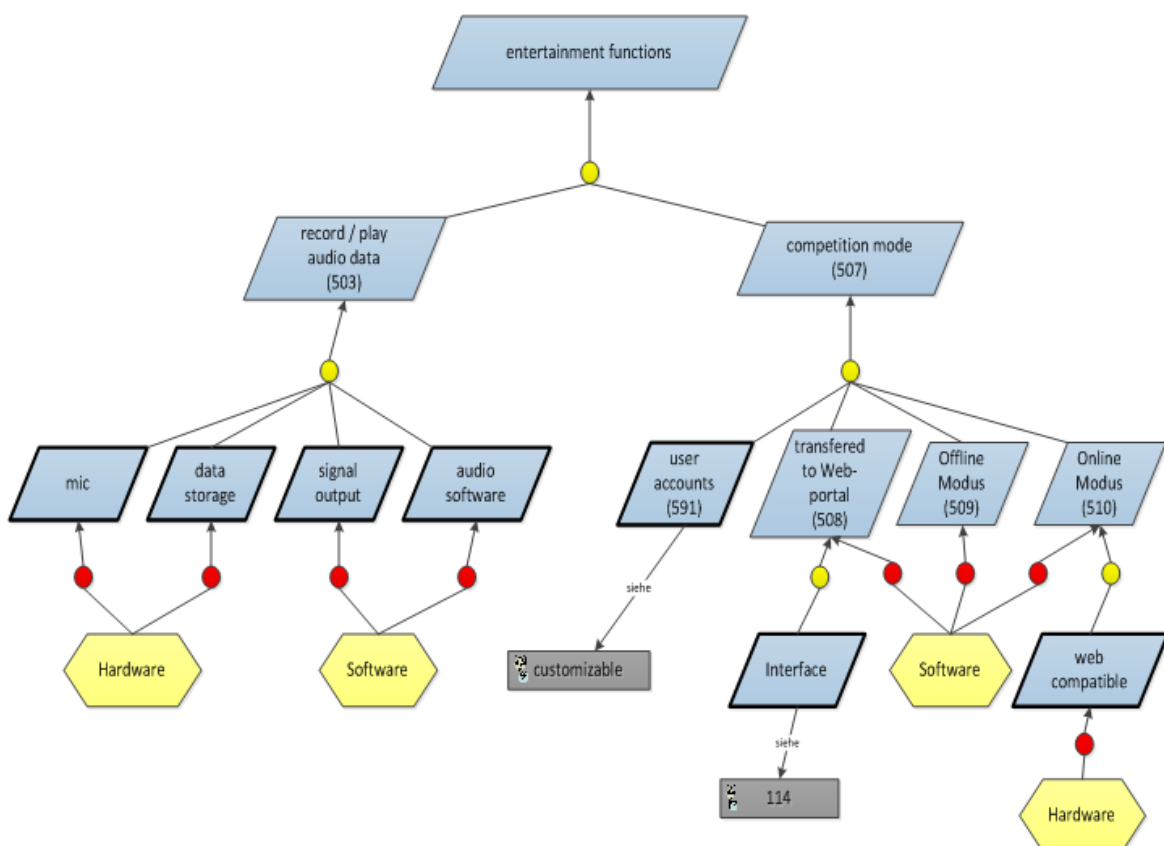 entertainment functions
record / play
audio data
(503)
competition mode
(507)
mic
data
storage
signal
output
audio
software
user
accounts
(591)
transfered
to Web-
portal
(508)
Offline
Modus
(509)
Online
Modus
(510)
siehe
Hardware
Software
customizable
Interface
Software
web
compatible
siehe
114
Hardware